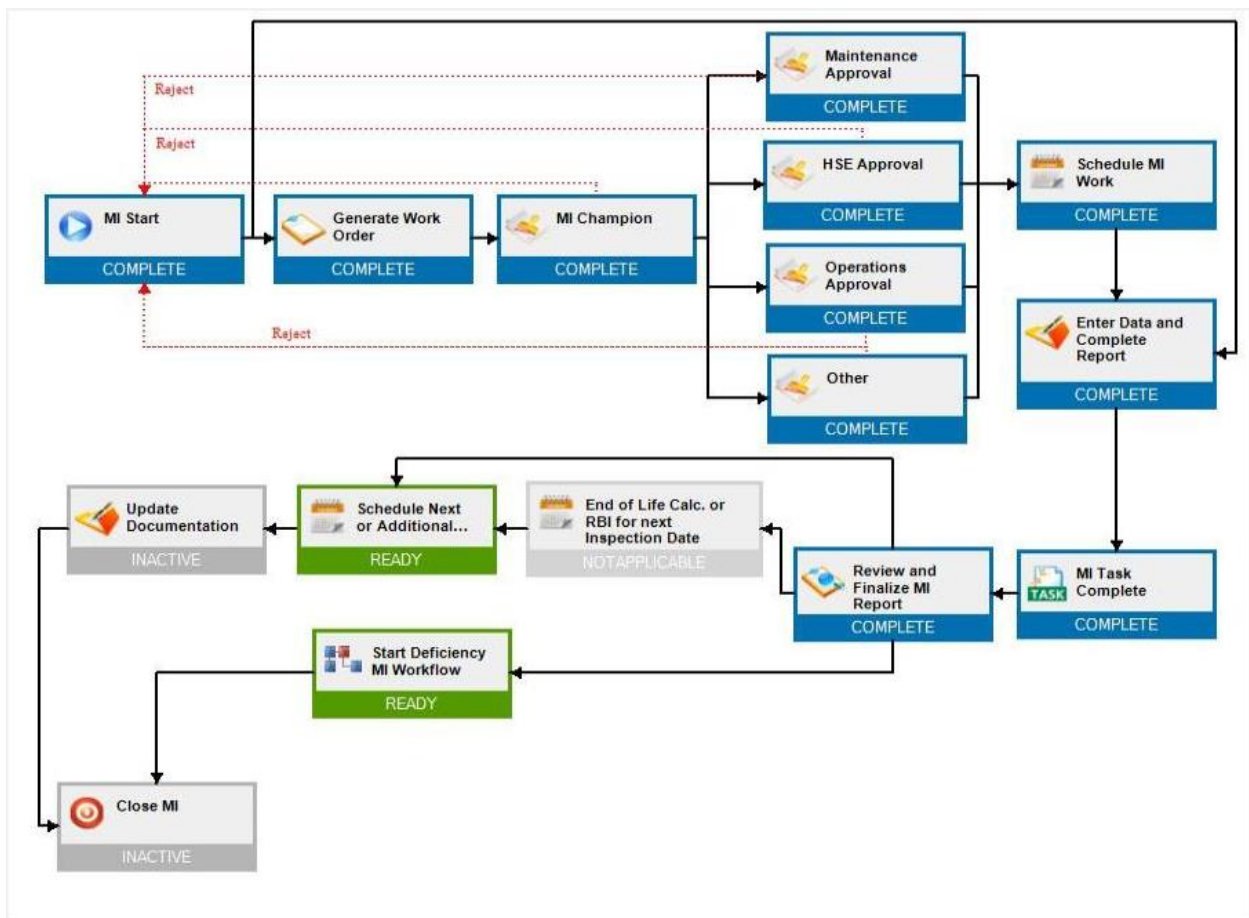 Maintenance
Approval
COMPLETE
Reject
Reject
HSE Approval
COMPLETE
Schedule MI
Work
COMPLETE
MI Start
COMPLETE
Generate Work
Order
COMPLETE
MI Champion
COMPLETE
Operations
Approval
COMPLETE
Reject
Enter Data and
Complete
Report
COMPLETE
Other
COMPLETE
Update
Documentation
INACTIVE
Schedule Next
or Additional...
READY
End of Life Calc. or
RBI for next
Inspection Date
NOTAPPLICABLE
Review and
Finalize MI
Report
COMPLETE
TASK
MI Task
Complete
COMPLETE
Start Deficiency
MI Workflow
READY
Close MI
INACTIVE